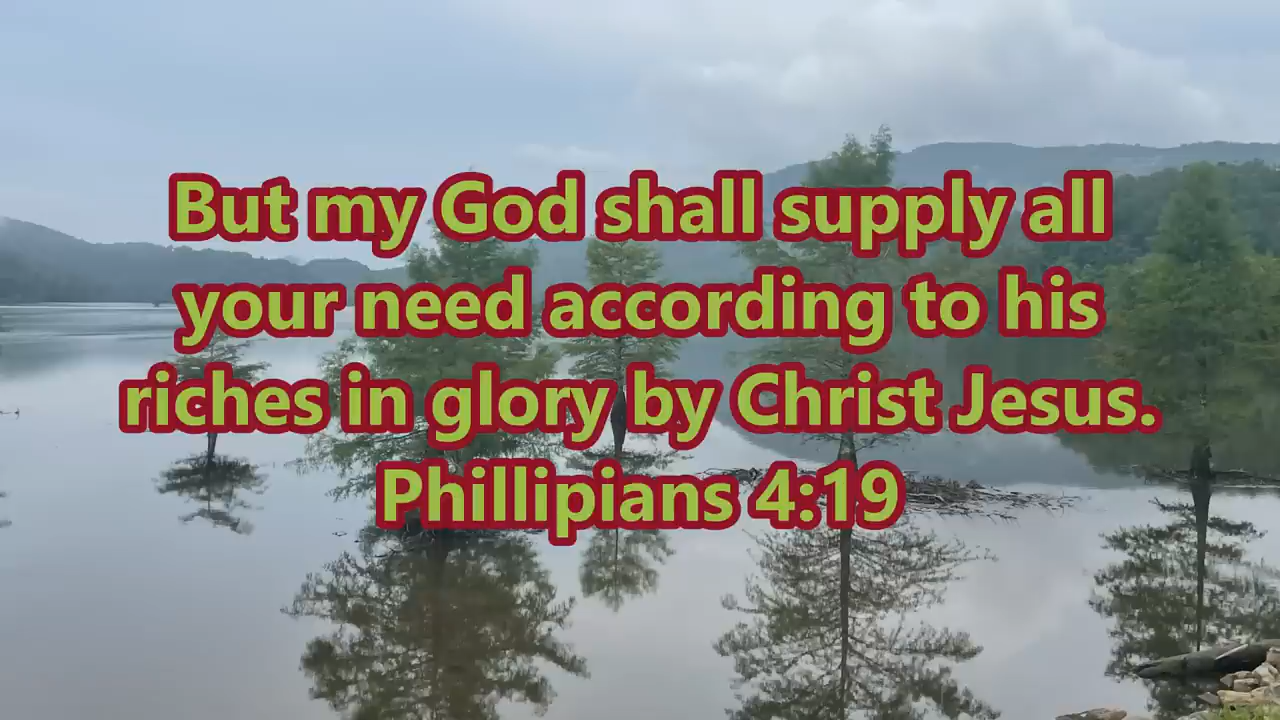 But my God shall supply all
your need according to his
riches in glory by Christ Jesus.
Phillipians 4:19